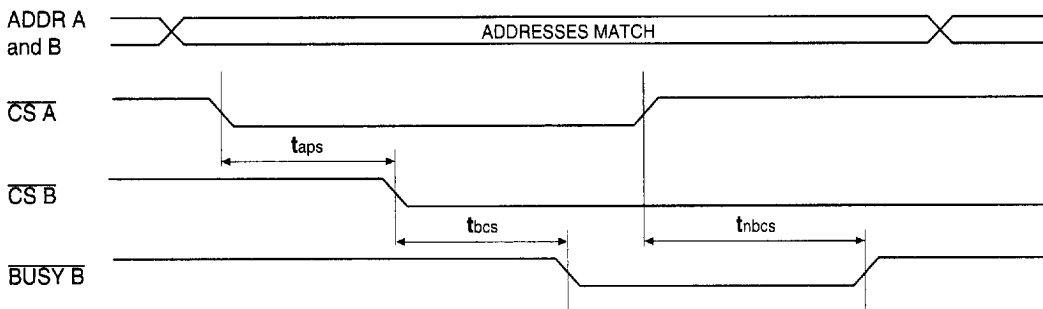 ADDR A
and B
ADDRESSES MATCH
CS A
taps
CS B
tbcs
tnbcs
BUSY B